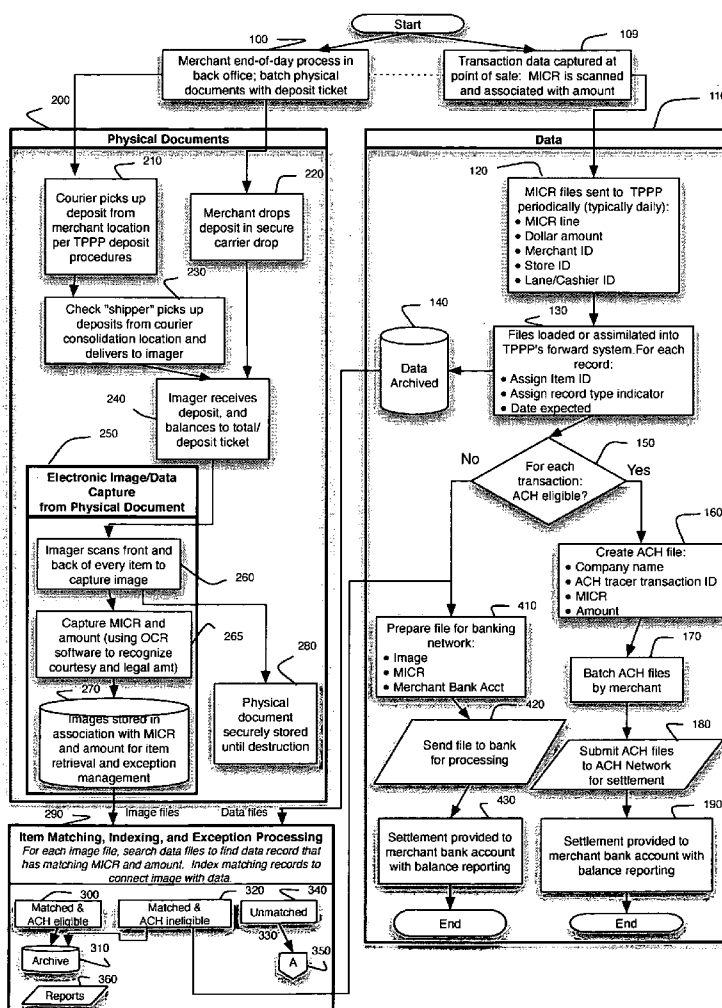 Start
100
Merchant end-of-day process in
back office; batch physical
documents with deposit ticket
109
Transaction data captured at
point of sale: MICR is scanned
and associated with amount
200
Physical Documents
210
Courier picks up
deposit from
merchant location
per TPPP deposit
procedures
220
Merchant drops
deposit in secure
carrier drop
230
Check "shipper" picks up
deposits from courier
consolidation location and
delivers to imager
240
Imager receives
deposit, and
balances to total/
deposit ticket
250
Electronic Image/Data
Capture
from Physical Document
Imager scans front and
back of every item to
capture image
260
Capture MICR and
amount (using OCR
software to recognize
courtesy and legal amt)
265
270
Images stored in
association with MICR
and amount for item
retrieval and exception
management
280
Physical
document
securely stored
until destruction
110
Data
120
MICR files sent to TPPP
periodically (typically daily):
• MICR line
• Dollar amount
• Merchant ID
• Store ID
• Lane/Cashier ID
130
Files loaded or assimilated into
TPPP's forward system.For each
record:
• Assign Item ID
• Assign record type indicator
• Date expected
140
Data
Archived
150
No
For each
transaction:
ACH eligible?
Yes
160
Create ACH file:
• Company name
• ACH tracer transaction ID
• MICR
• Amount
170
Batch ACH files
by merchant
180
Submit ACH files
to ACH Network
for settlement
190
Settlement provided to
merchant bank account with
balance reporting
End
410
Prepare file for banking
network:
• Image
• MICR
• Merchant Bank Acct
420
Send file to bank
for processing
430
Settlement provided to
merchant bank account
with balance reporting
End
290
Image files
Data files
Item Matching, Indexing, and Exception Processing
For each image file, search data files to find data record that
has matching MICR and amount. Index matching records to
connect image with data.
300
Matched &
ACH eligible
320
Matched &
ACH ineligible
340
Unmatched
330
310
Archive
A
350
360
Reports